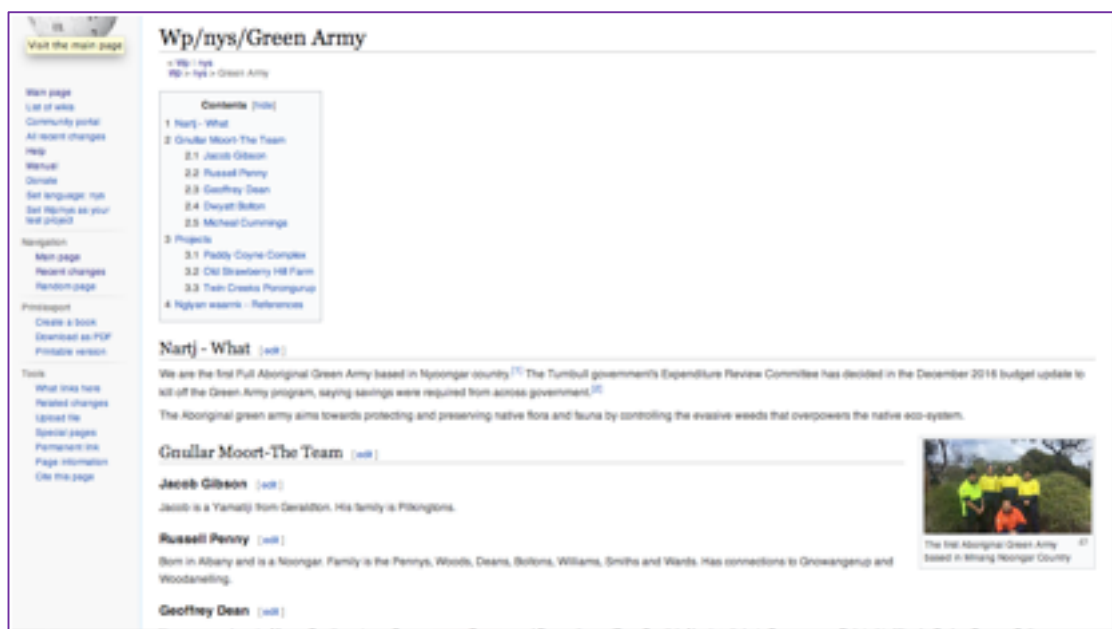 Visit the main page
Main page
List of wikis
Community portal
All recent changes
Help
Manual
Donate
Set language: nys
Set Wp/nys as your
test project
Navigation
Main page
Recent changes
Random page
Print/export
Create a book
Download as PDF
Printable version
Tools
What links here
Related changes
Upload file
Special pages
Permanent link
Page information
Cite this page
Wp/nys/Green Army
< Wp | nys
Wp > nys > Green Army
Contents [hide]
1 Nartj - What
2 Gnullar Moort-The Team
2.1 Jacob Gibson
2.2 Russell Penny
2.3 Geoffrey Dean
2.4 Dwyatt Bolton
2.5 Micheal Cummings
3 Projects
3.1 Paddy Coyne Complex
3.2 Old Strawberry Hill Farm
3.3 Twin Creeks Porongurup
4 Ngiyan waarnk - References
Nartj - What [edit]
We are the first Full Aboriginal Green Army based in Nyoongar country.[1] The Turnbull government's Expenditure Review Committee has decided in the December 2016 budget update to
kill off the Green Army program, saying savings were required from across government.[2]
The Aboriginal green army aims towards protecting and preserving native flora and fauna by controlling the evasive weeds that overpowers the native eco-system.
Gnullar Moort-The Team [edit]
Jacob Gibson [edit]
Jacob is a Yamatji from Geraldton. His family is Pilkingtons.
Russell Penny [edit]
Born in Albany and is a Noongar. Family is the Pennys, Woods, Deans, Boltons, Williams, Smiths and Wards. Has connections to Gnowangerup and
Woodanelling.
Geoffrey Dean [edit]
The first Aboriginal Green Army
based in Minang Noongar Country